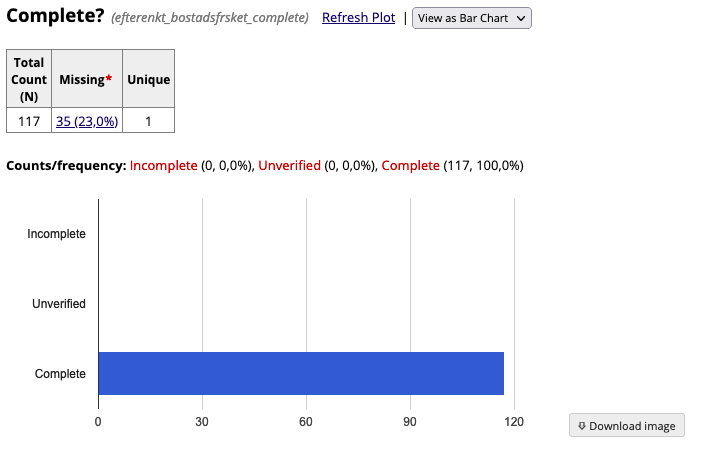 Complete? (efterenkt_bostadsfrsket_complete) Refresh Plot | View as Bar Chart
Total Count (N) Missing* Unique
117 35 (23,0%) 1
Counts/frequency: Incomplete (0, 0,0%), Unverified (0, 0,0%), Complete (117, 100,0%)
Incomplete
Unverified
Complete
0 30 60 90 120
Download image